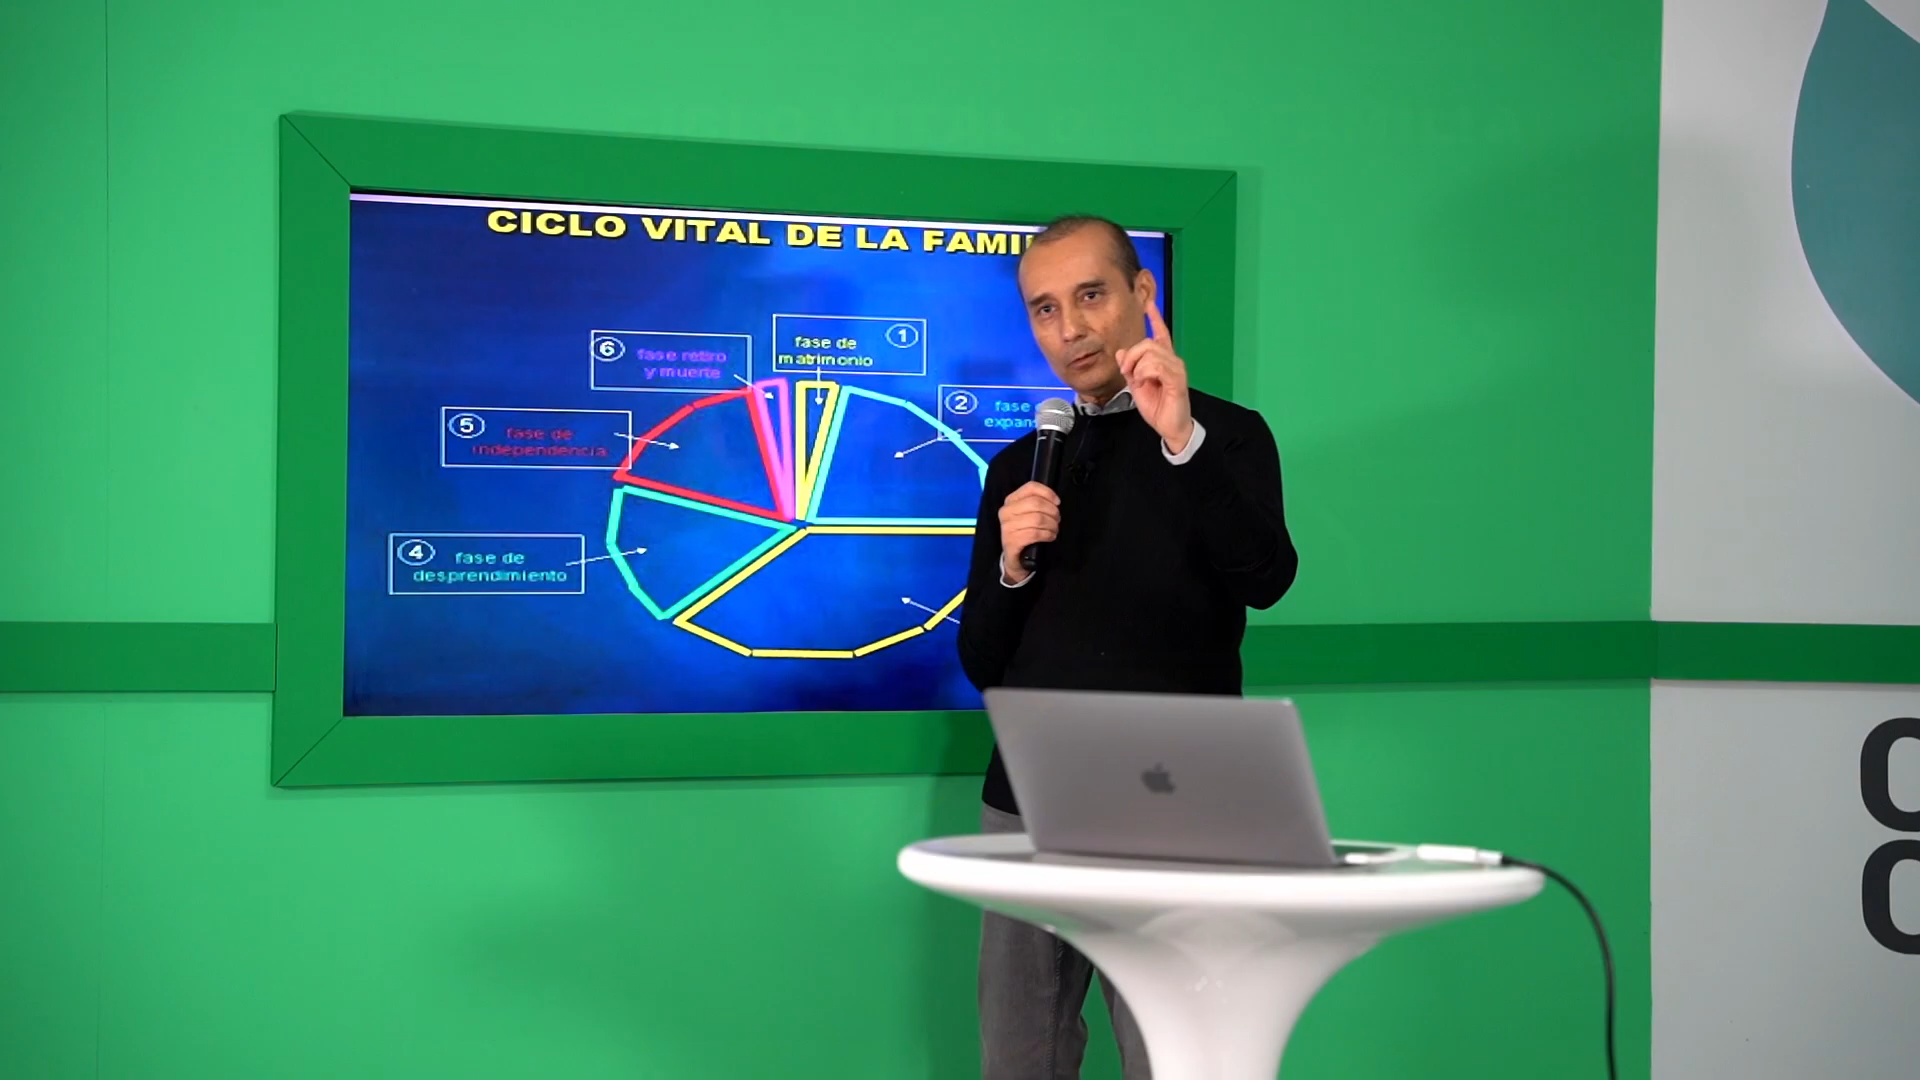 CICLO VITAL DE LA FAMI
1
fase de
matrimonio
6
fase retiro
y muerte
2
fase
expan
5
fase de
independencia
4
fase de
desprendimiento